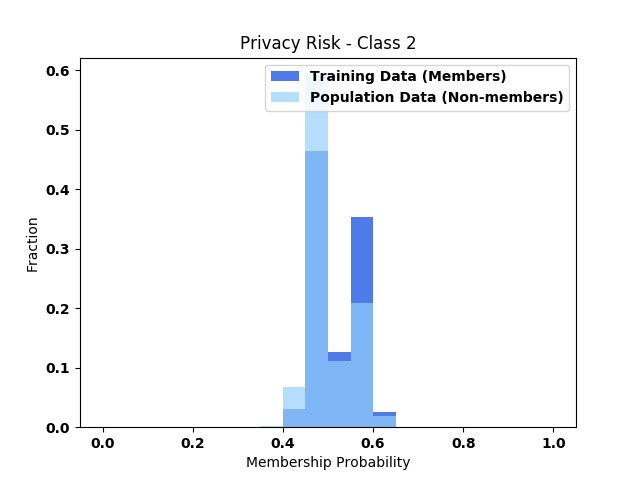 Privacy Risk - Class 2
Training Data (Members)
Population Data (Non-members)
0.6
0.5
0.4
0.3
0.2
0.1
0.0
Fraction
0.0 0.2 0.4 0.6 0.8 1.0
Membership Probability